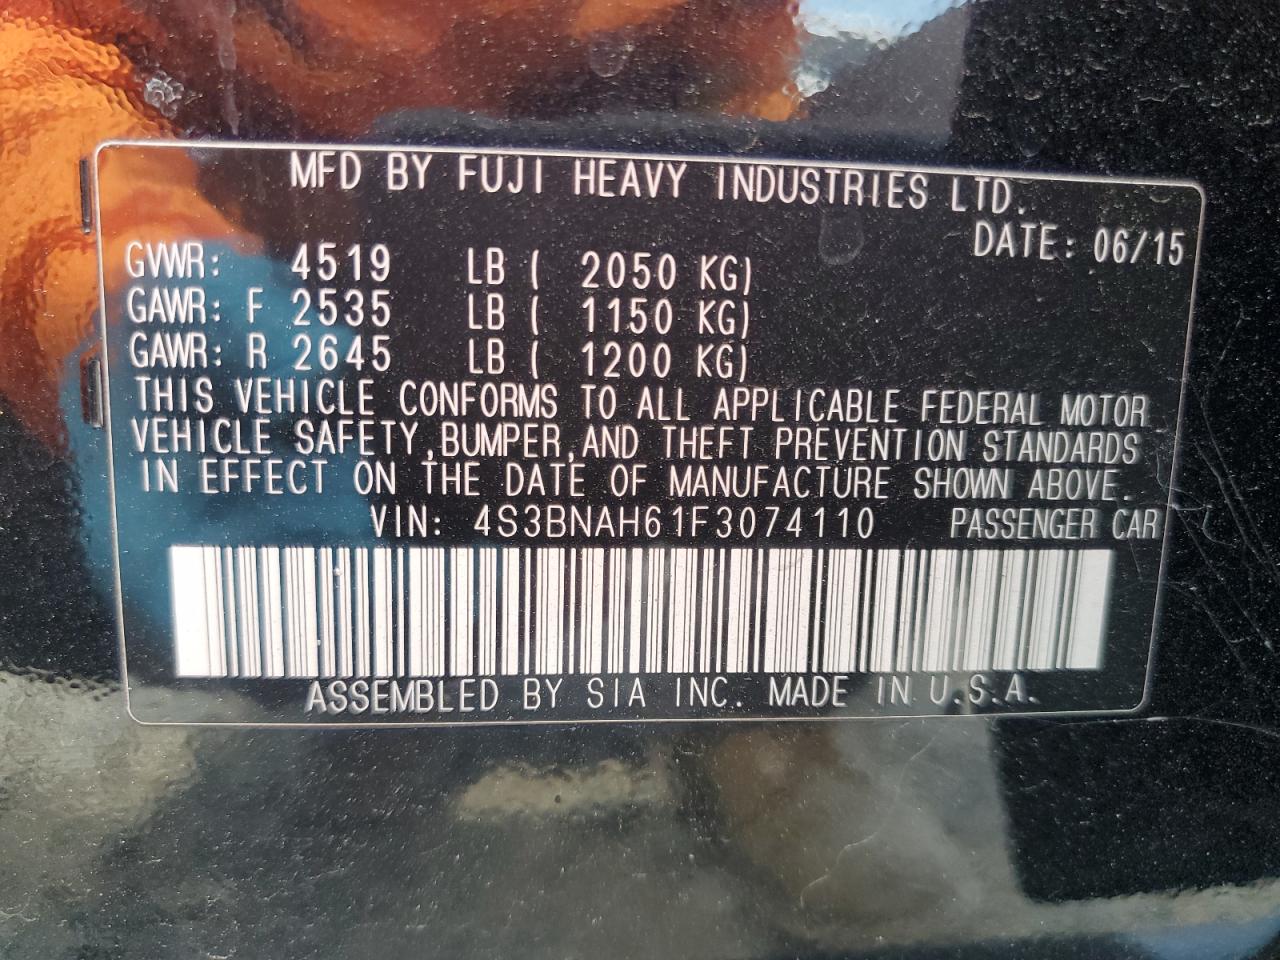 MFD BY FUJI HEAVY INDUSTRIES LTD.
DATE: 06/15
GVWR: 4519 LB ( 2050 KG)
GAWR: F 2535 LB ( 1150 KG)
GAWR: R 2645 LB ( 1200 KG)
THIS VEHICLE CONFORMS TO ALL APPLICABLE FEDERAL MOTOR
VEHICLE SAFETY,BUMPER,AND THEFT PREVENTION STANDARDS
IN EFFECT ON THE DATE OF MANUFACTURE SHOWN ABOVE.
VIN: 4S3BNAH61F3074110 PASSENGER CAR
ASSEMBLED BY SIA INC. MADE IN U.S.A.